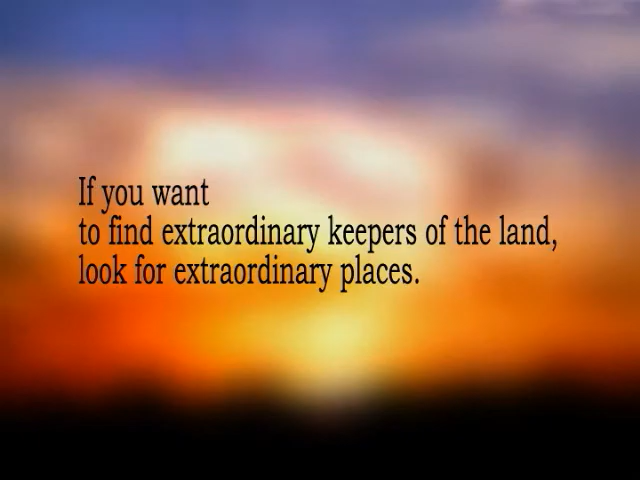 If you want
to find extraordinary keepers of the land,
look for extraordinary places.